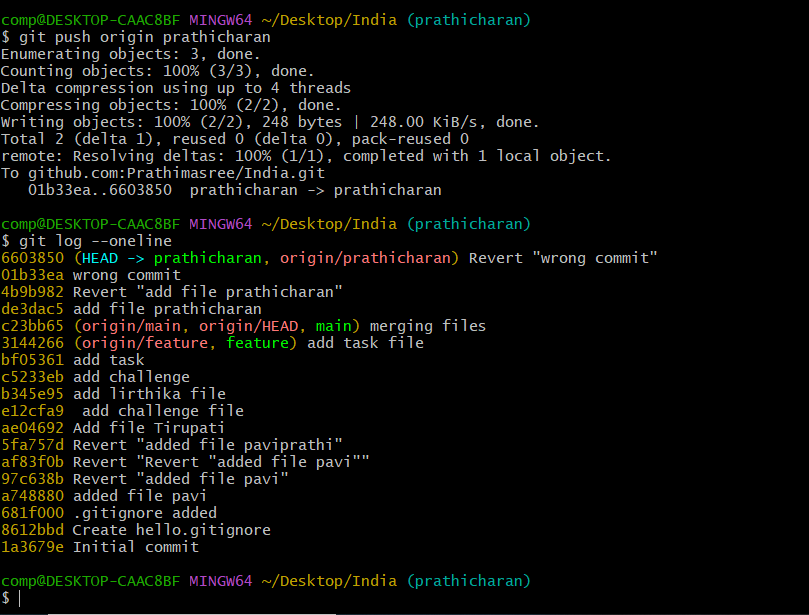 comp@DESKTOP-CAAC8BF MINGW64 ~/Desktop/India (prathicharan)
$ git push origin prathicharan
Enumerating objects: 3, done.
Counting objects: 100% (3/3), done.
Delta compression using up to 4 threads
Compressing objects: 100% (2/2), done.
Writing objects: 100% (2/2), 248 bytes | 248.00 KiB/s, done.
Total 2 (delta 1), reused 0 (delta 0), pack-reused 0
remote: Resolving deltas: 100% (1/1), completed with 1 local object.
To github.com:Prathimasree/India.git
   01b33ea..6603850  prathicharan -> prathicharan

comp@DESKTOP-CAAC8BF MINGW64 ~/Desktop/India (prathicharan)
$ git log --oneline
6603850 (HEAD -> prathicharan, origin/prathicharan) Revert "wrong commit"
01b33ea wrong commit
4b9b982 Revert "add file prathicharan"
de3dac5 add file prathicharan
c23bb65 (origin/main, origin/HEAD, main) merging files
3144266 (origin/feature, feature) add task file
bf05361 add task
c5233eb add challenge
b345e95 add lirthika file
e12cfa9  add challenge file
ae04692 Add file Tirupati
5fa757d Revert "added file paviprathi"
af83f0b Revert "Revert "added file pavi""
97c638b Revert "added file pavi"
a748880 added file pavi
681f000 .gitignore added
8612bbd Create hello.gitignore
1a3679e Initial commit

comp@DESKTOP-CAAC8BF MINGW64 ~/Desktop/India (prathicharan)
$